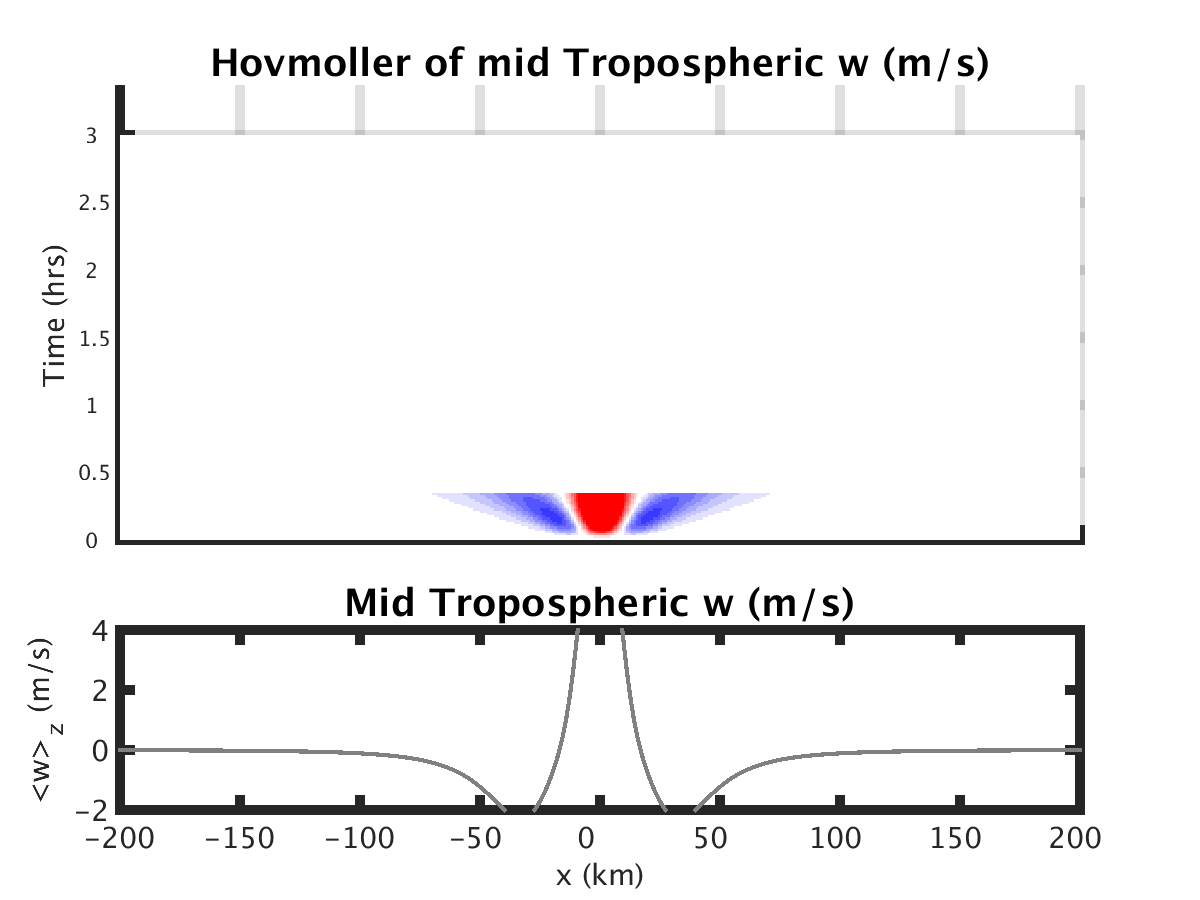 Hovmoller of mid Tropospheric w (m/s)
3
2.5
2
1.5
1
0.5
0
Time (hrs)
Mid Tropospheric w (m/s)
4
2
0
−2
<w> z (m/s)
−200 −150 −100 −50 0 50 100 150 200
x (km)